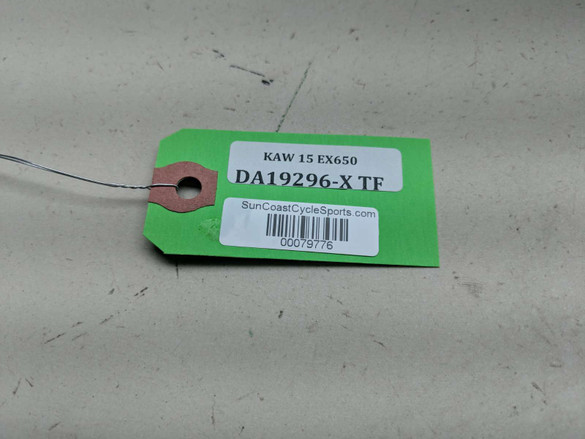 KAW 15 EX650
DA19296-X TF
SunCoastCycleSports.com
00079776